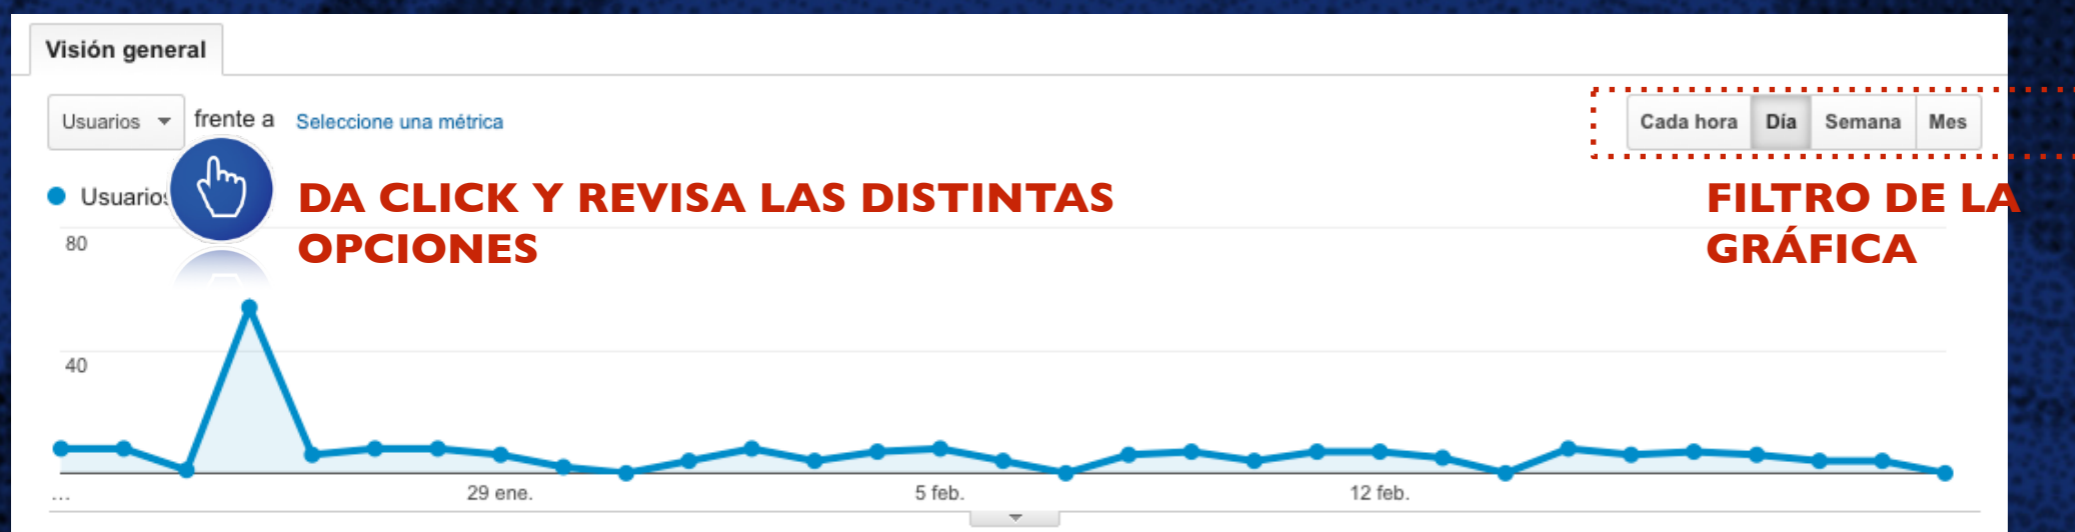 Visión general
Usuarios frente a Seleccione una métrica
Cada hora Día Semana Mes
Usuarios
DA CLICK Y REVISA LAS DISTINTAS
OPCIONES
FILTRO DE LA
GRÁFICA
80
40
... 29 ene. 5 feb. 12 feb.